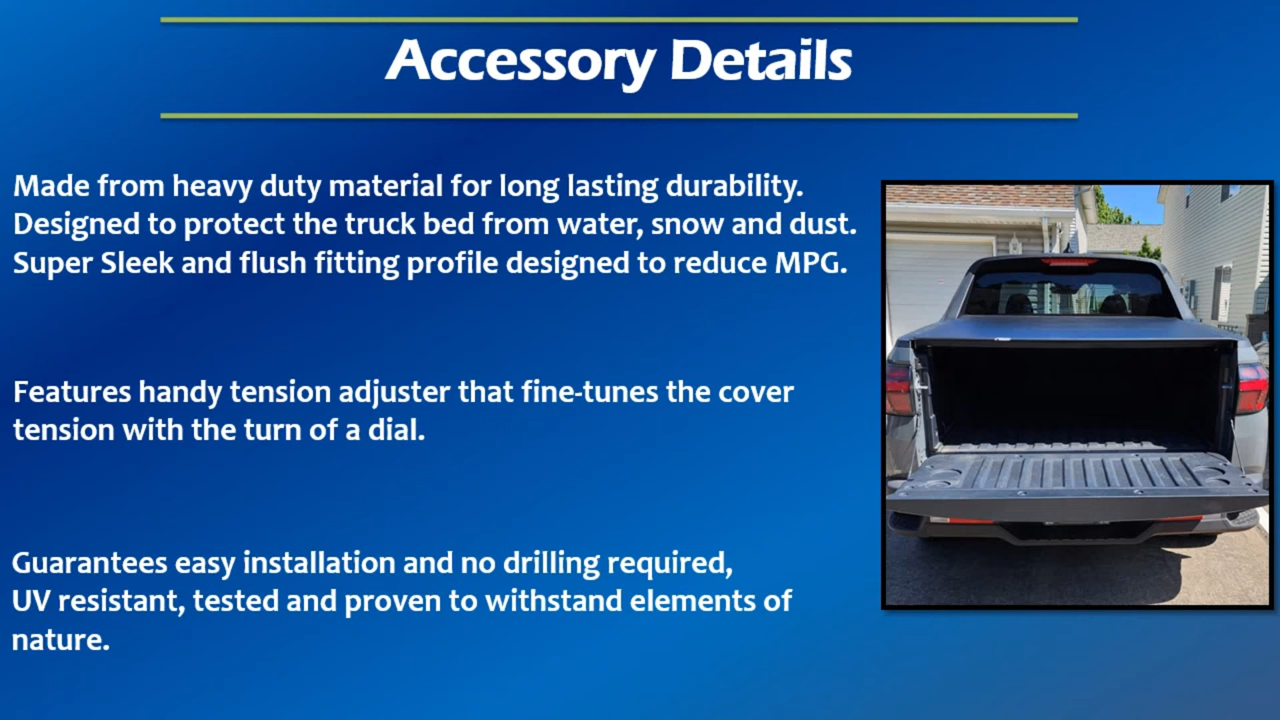 Accessory Details
Made from heavy duty material for long lasting durability.
Designed to protect the truck bed from water, snow and dust.
Super Sleek and flush fitting profile designed to reduce MPG.
Features handy tension adjuster that fine-tunes the cover
tension with the turn of a dial.
Guarantees easy installation and no drilling required,
UV resistant, tested and proven to withstand elements of
nature.